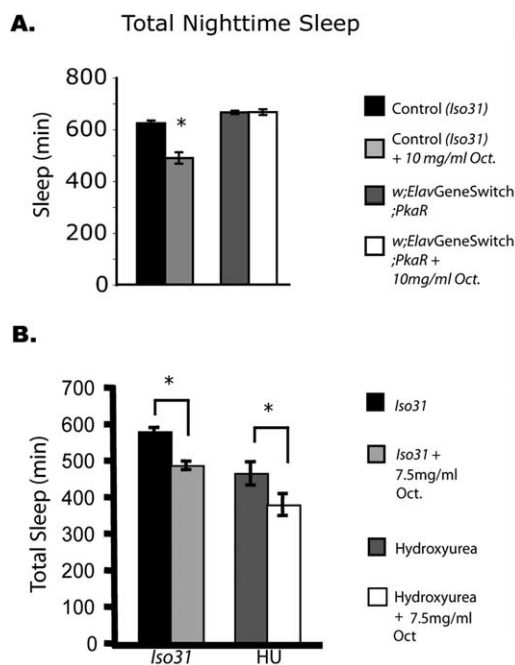 A.
Total Nighttime Sleep
Sleep (min)
800
600
400
200
0
*
Control (Iso31)
Control (Iso31)
+ 10 mg/ml Oct.
w;ElavGeneSwitch
;PkaR
w;ElavGeneSwitch
;PkaR +
10mg/ml Oct.
B.
Total Sleep (min)
700
600
500
400
300
200
100
0
*
*
Iso31
HU
Iso31
Iso31 +
7.5mg/ml
Oct.
Hydroxyurea
Hydroxyurea
+ 7.5mg/ml
Oct